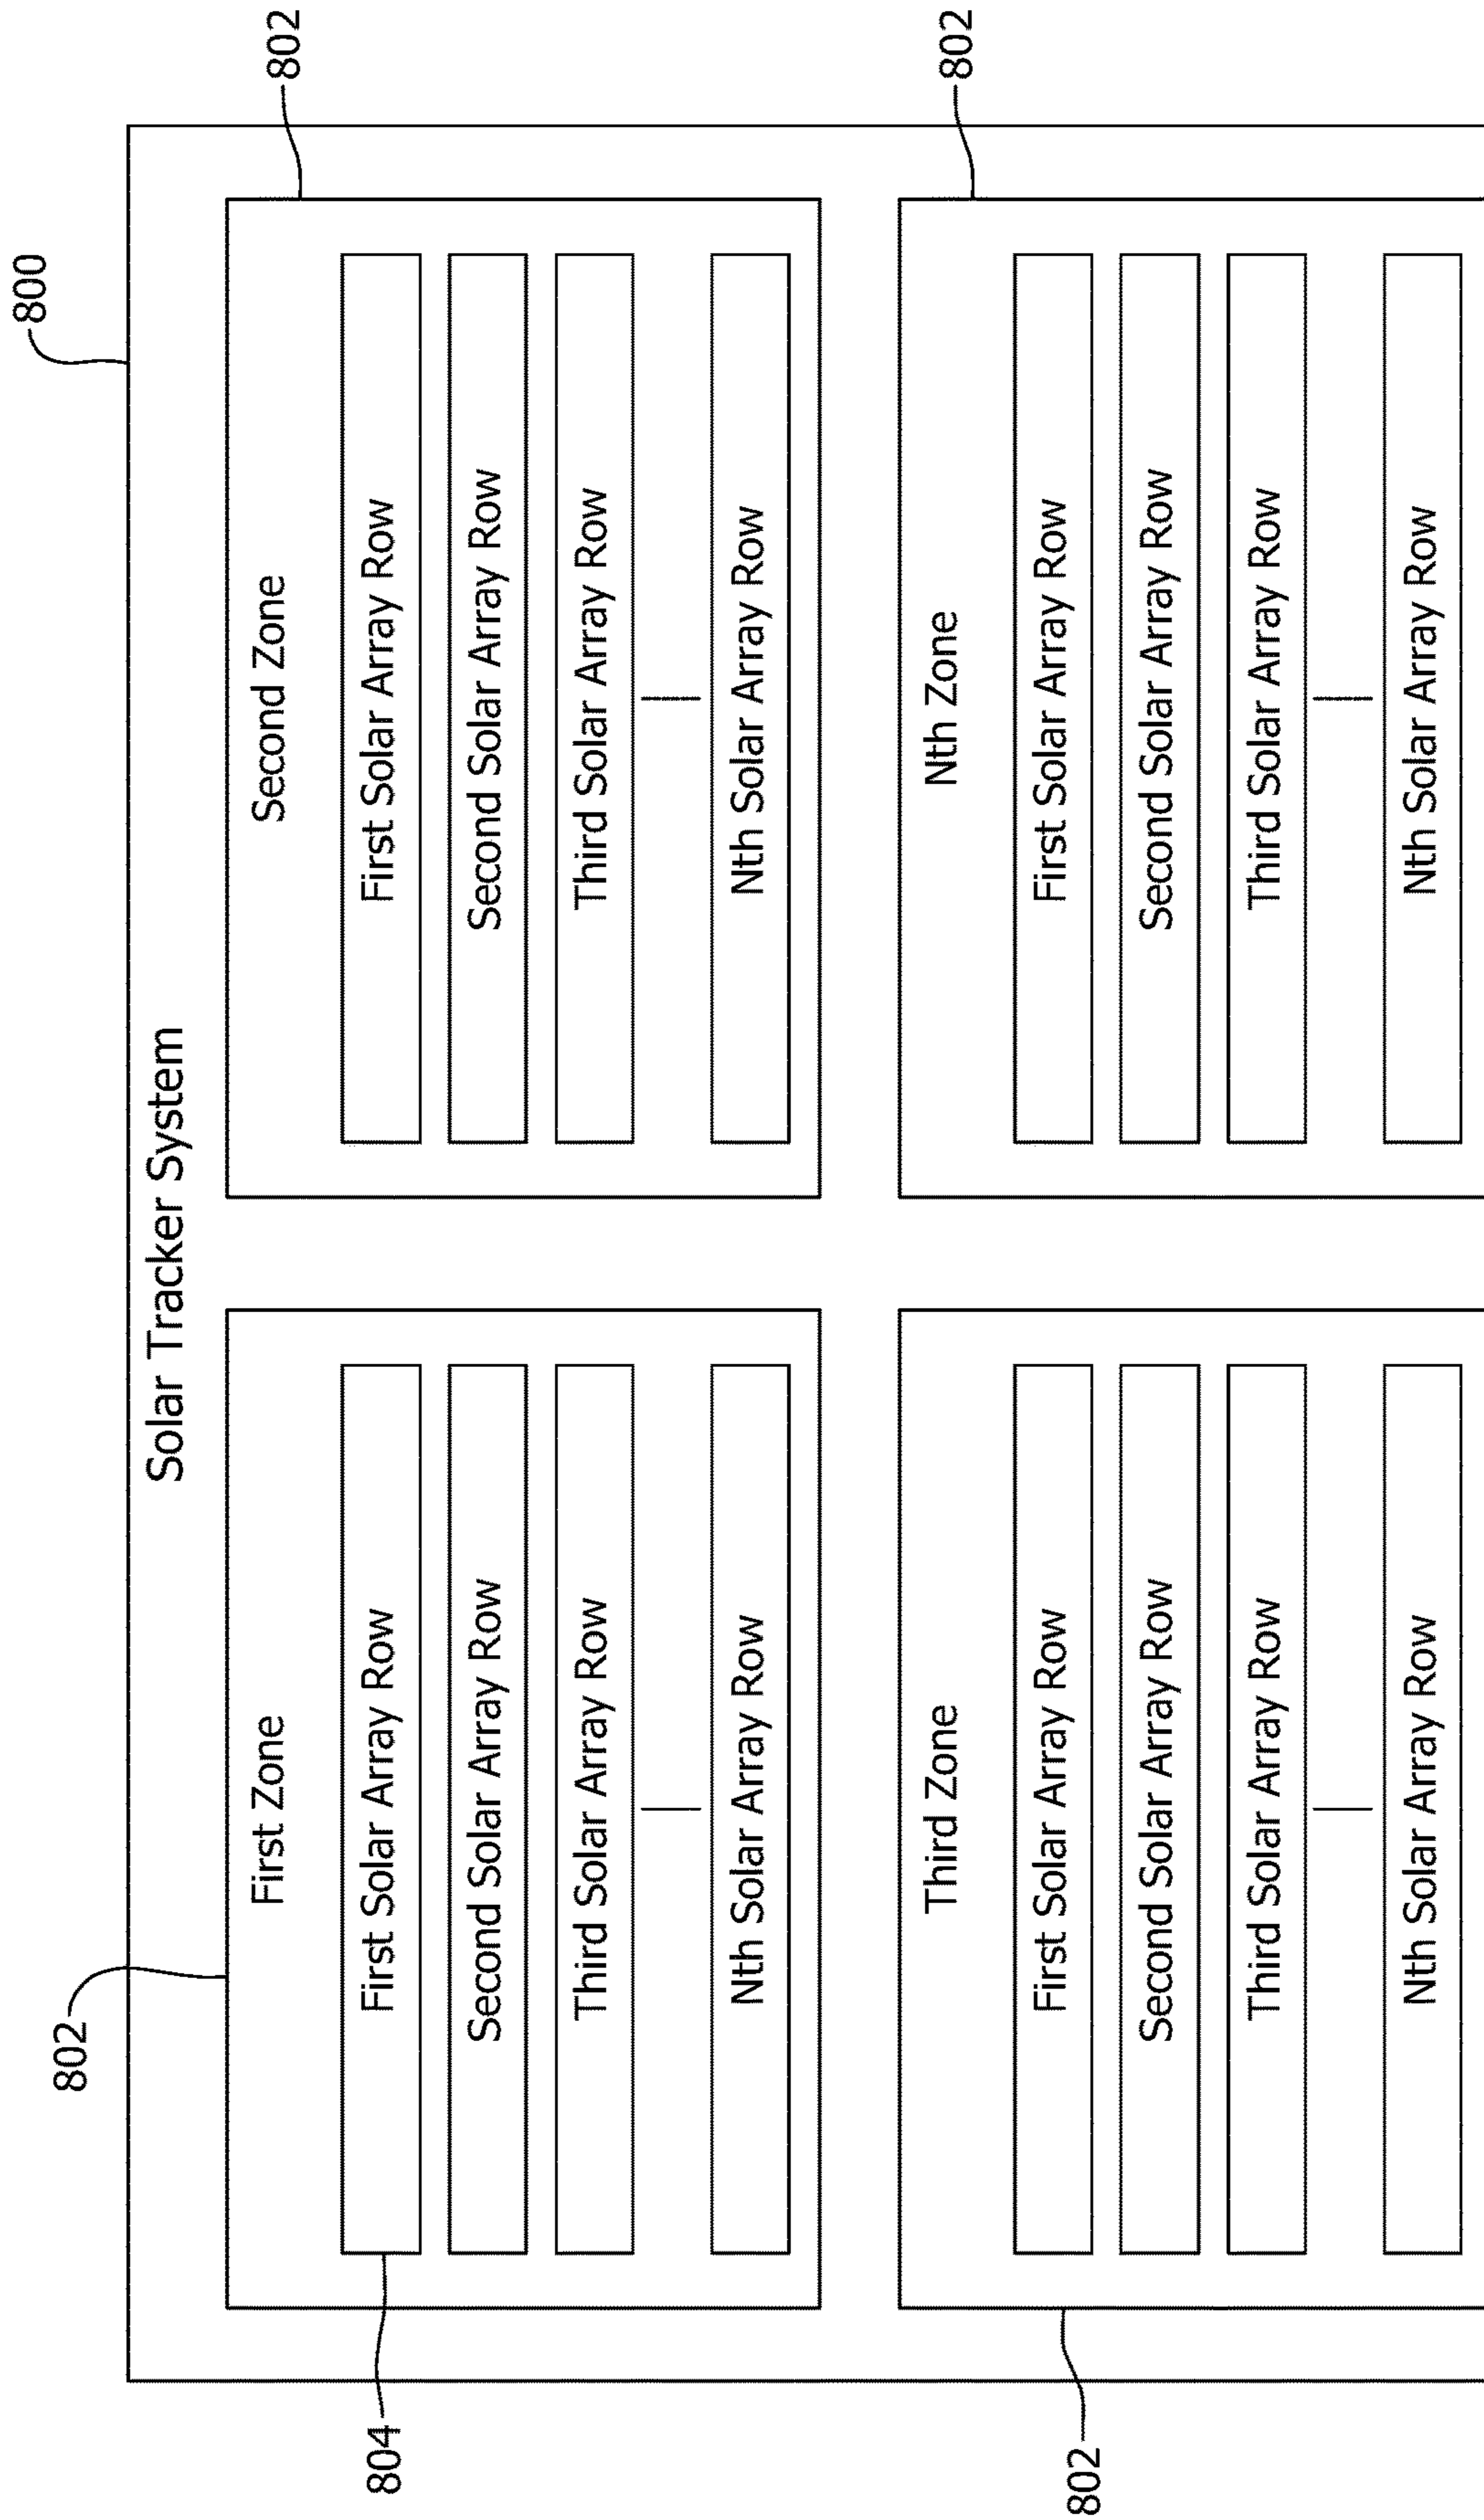 800
Solar Tracker System
802
802
First Zone
First Solar Array Row
Second Solar Array Row
Third Solar Array Row
Nth Solar Array Row
804
Second Zone
First Solar Array Row
Second Solar Array Row
Third Solar Array Row
Nth Solar Array Row
802
Third Zone
First Solar Array Row
Second Solar Array Row
Third Solar Array Row
Nth Solar Array Row
802
Nth Zone
First Solar Array Row
Second Solar Array Row
Third Solar Array Row
Nth Solar Array Row